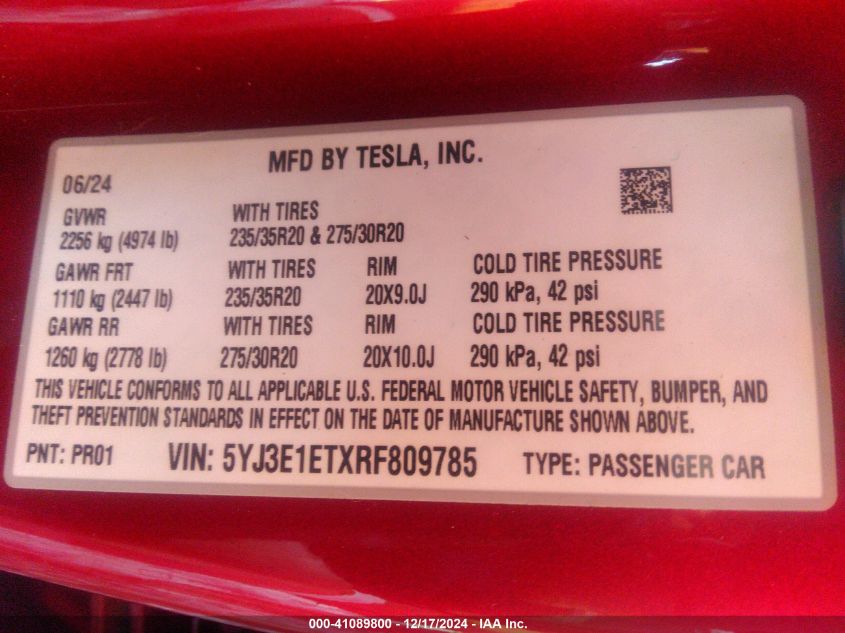 MFD BY TESLA, INC.
06/24
GVWR WITH TIRES
2256 kg (4974 lb) 235/35R20 & 275/30R20
GAWR FRT WITH TIRES RIM COLD TIRE PRESSURE
1110 kg (2447 lb) 235/35R20 20X9.0J 290 kPa, 42 psi
GAWR RR WITH TIRES RIM COLD TIRE PRESSURE
1260 kg (2778 lb) 275/30R20 20X10.0J 290 kPa, 42 psi
THIS VEHICLE CONFORMS TO ALL APPLICABLE U.S. FEDERAL MOTOR VEHICLE SAFETY, BUMPER, AND
THEFT PREVENTION STANDARDS IN EFFECT ON THE DATE OF MANUFACTURE SHOWN ABOVE.
PNT: PR01 VIN: 5YJ3E1ETXRF809785 TYPE: PASSENGER CAR
000-41089800 - 12/17/2024 - IAA Inc.